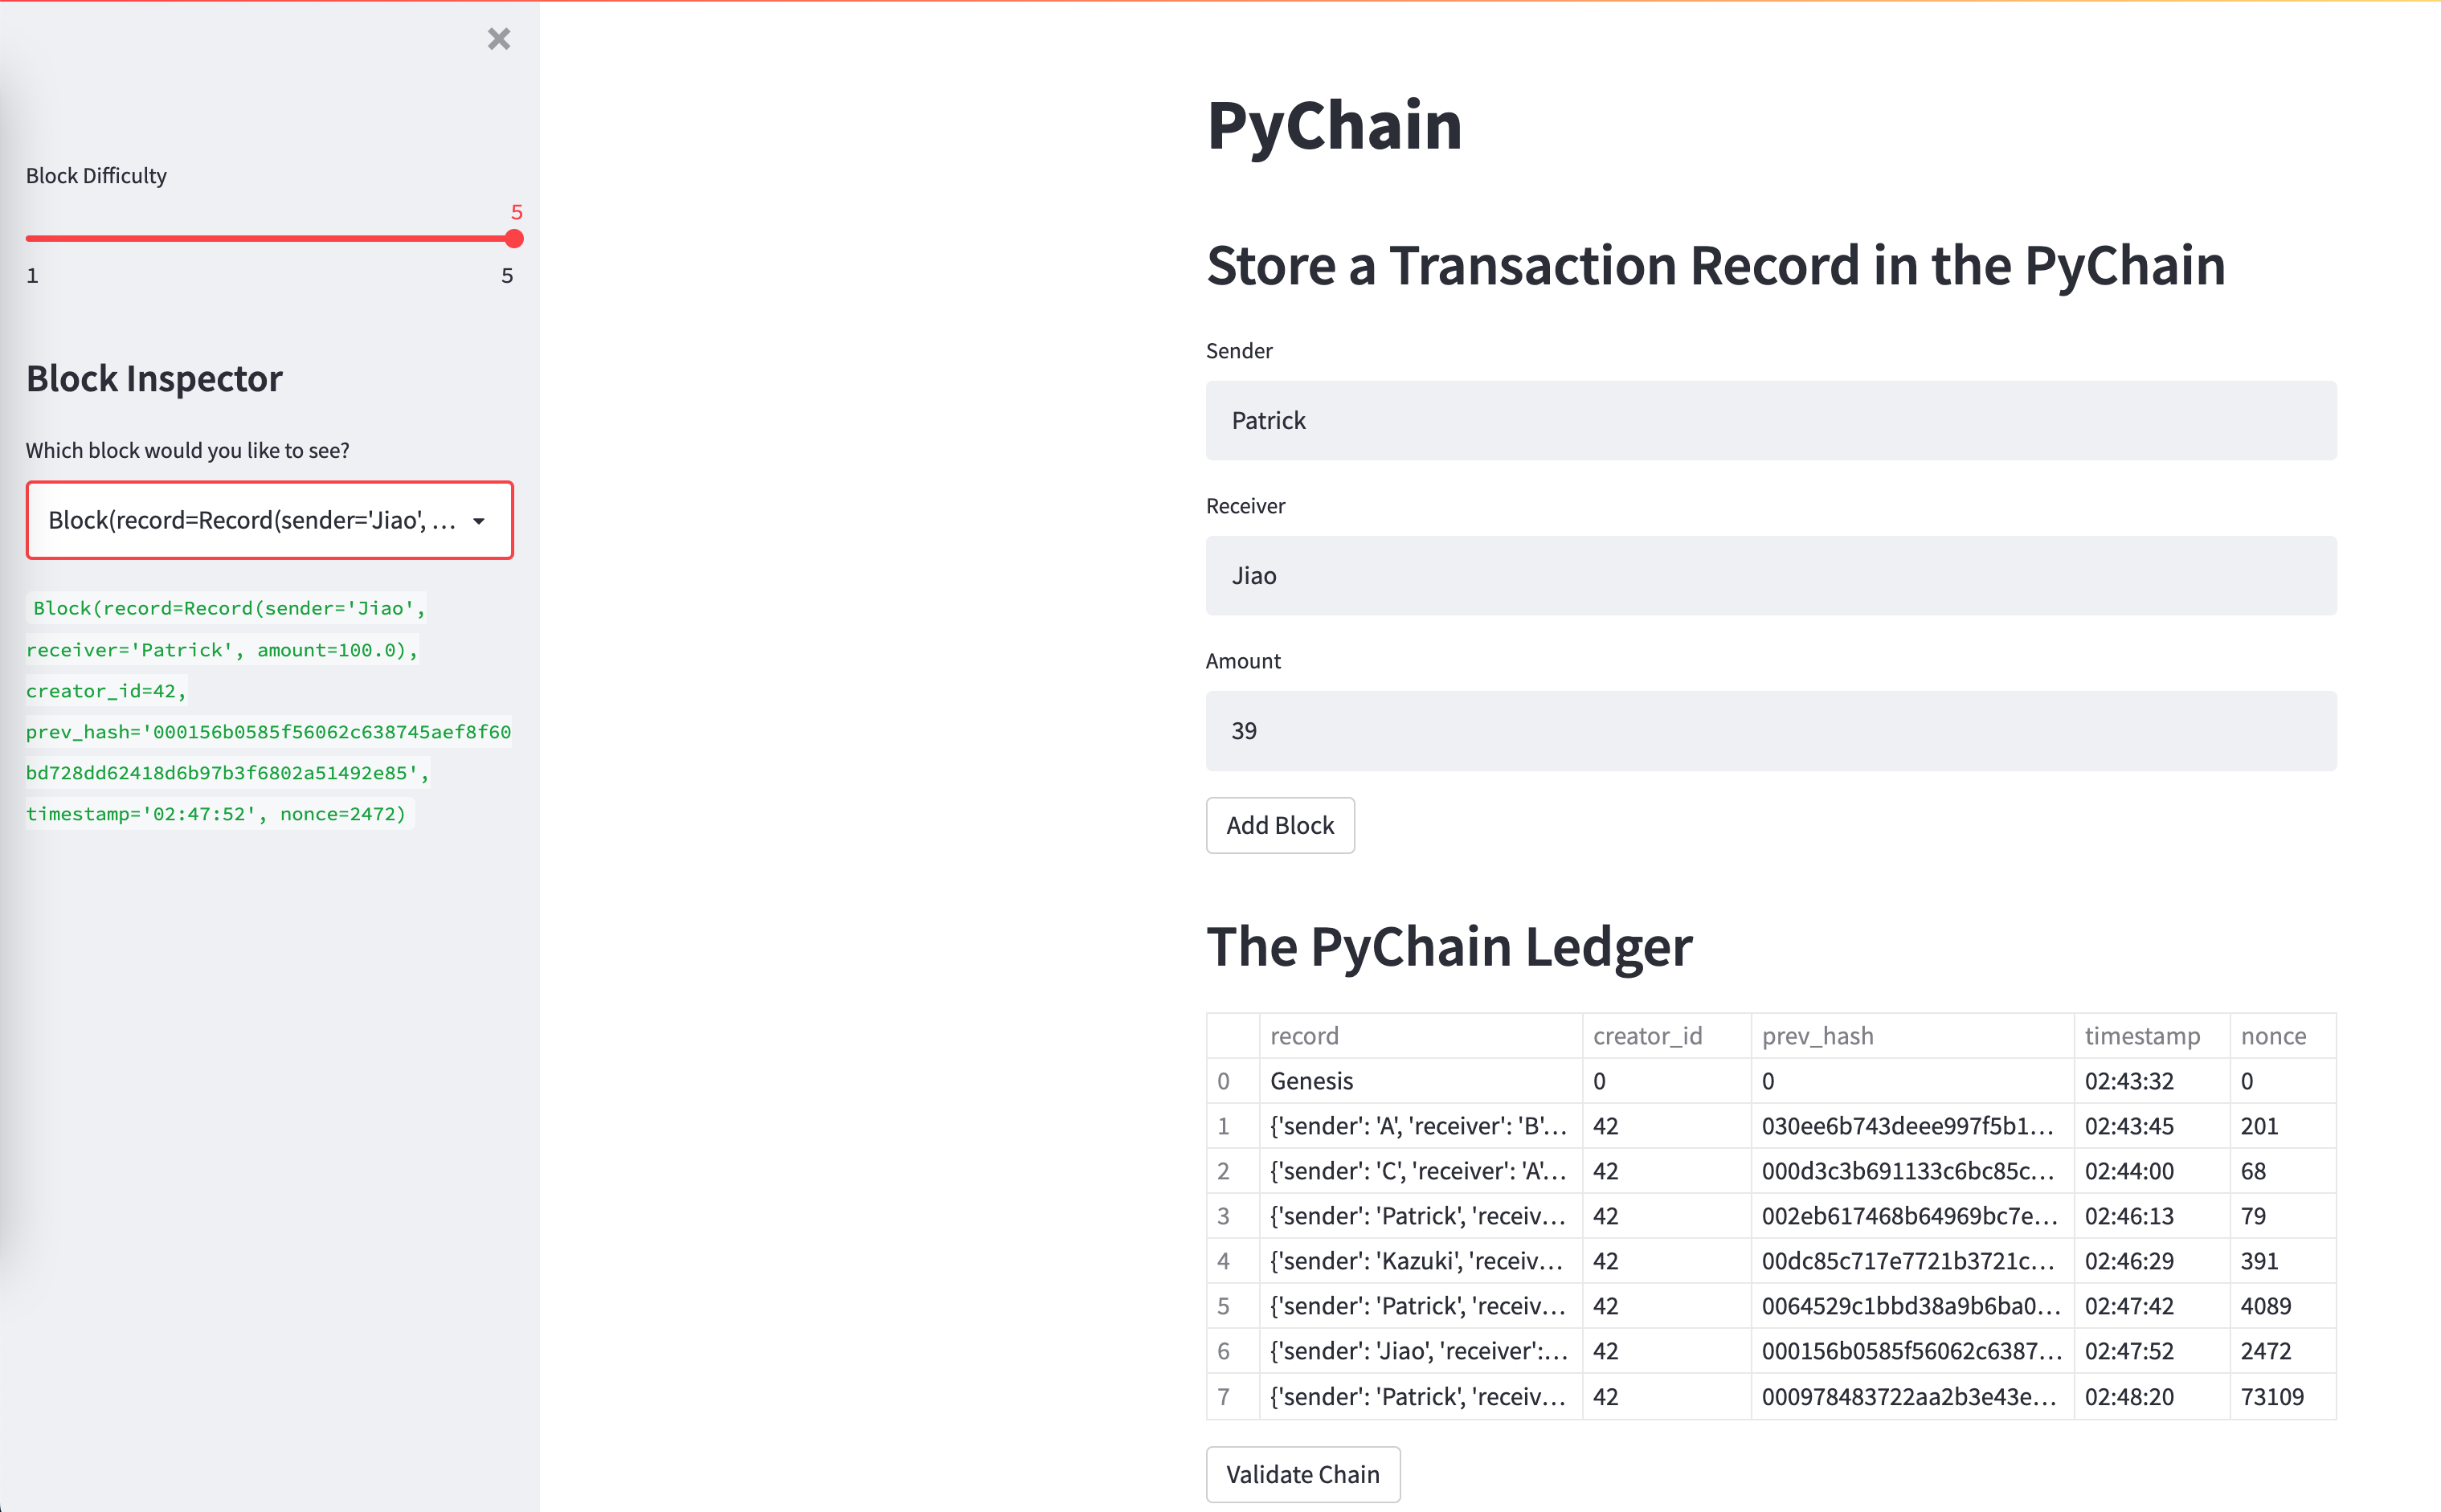 Block Difficulty
5
1 5
Block Inspector
Which block would you like to see?
Block(record=Record(sender='Jiao', ...
Block(record=Record(sender='Jiao',
receiver='Patrick', amount=100.0),
creator_id=42,
prev_hash='000156b0585f56062c638745aef8f60
bd728dd62418d6b97b3f6802a51492e85',
timestamp='02:47:52', nonce=2472)
PyChain
Store a Transaction Record in the PyChain
Sender
Patrick
Receiver
Jiao
Amount
39
Add Block
The PyChain Ledger
record creator_id prev_hash timestamp nonce
0 Genesis 0 0 02:43:32 0
1 {'sender': 'A', 'receiver': 'B'... 42 030ee6b743deee997f5b1... 02:43:45 201
2 {'sender': 'C', 'receiver': 'A'... 42 000d3c3b691133c6bc85c... 02:44:00 68
3 {'sender': 'Patrick', 'receiv... 42 002eb617468b64969bc7e... 02:46:13 79
4 {'sender': 'Kazuki', 'receiv... 42 00dc85c717e7721b3721c... 02:46:29 391
5 {'sender': 'Patrick', 'receiv... 42 0064529c1bbd38a9b6ba0... 02:47:42 4089
6 {'sender': 'Jiao', 'receiver':... 42 000156b0585f56062c6387... 02:47:52 2472
7 {'sender': 'Patrick', 'receiv... 42 000978483722aa2b3e43e... 02:48:20 73109
Validate Chain